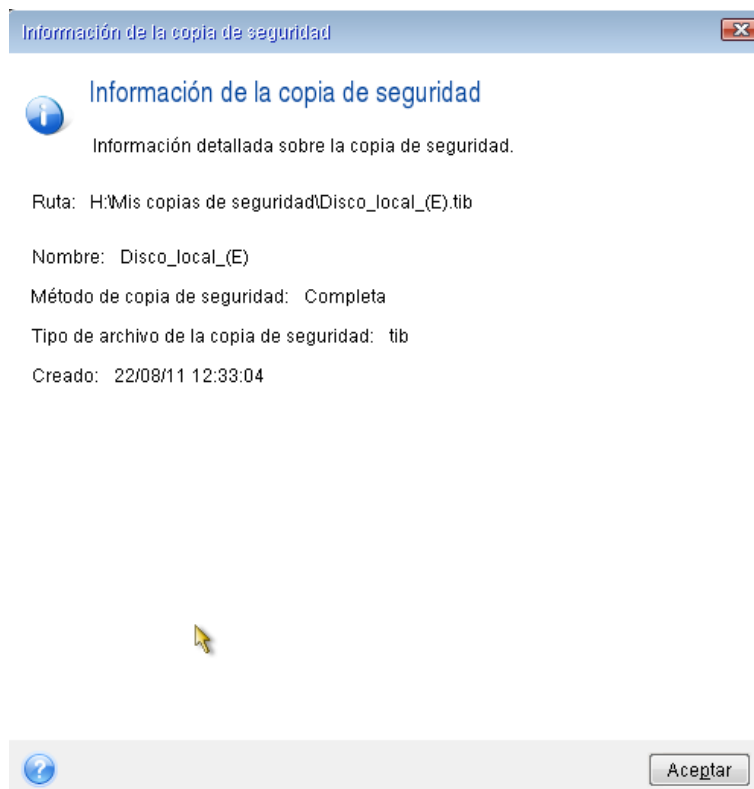 Información de la copia de seguridad
Información de la copia de seguridad
Información detallada sobre la copia de seguridad.
Ruta: H:\Mis copias de seguridad\Disco_local_(E).tib
Nombre: Disco_local_(E)
Método de copia de seguridad: Completa
Tipo de archivo de la copia de seguridad: tib
Creado: 22/08/11 12:33:04
Aceptar